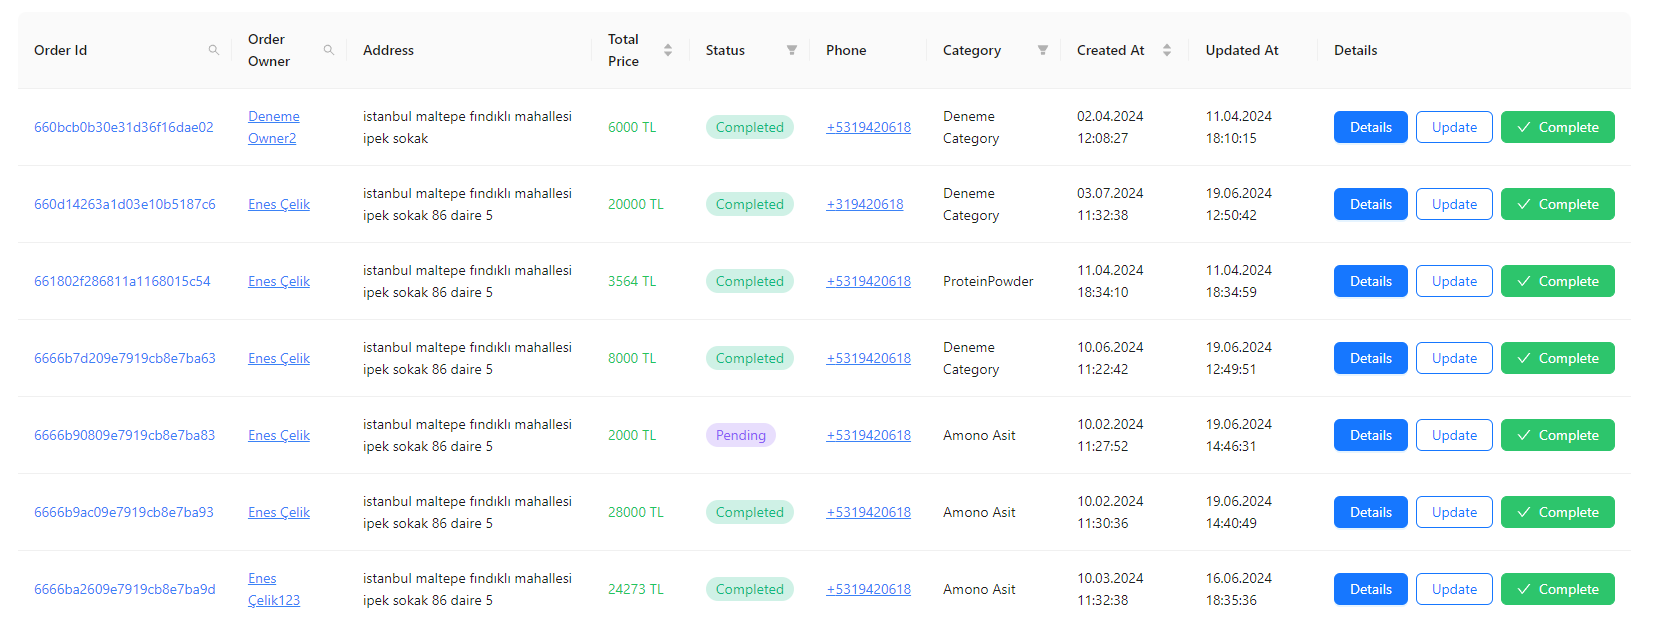 Order Id
Order
Owner
Address
Total
Price
Status
Phone
Category
Created At
Updated At
Details
660bcb0b30e31d36f16dae02
Deneme
Owner2
istanbul maltepe fındıklı mahallesi
ipek sokak
6000 TL
Completed
+5319420618
Deneme
Category
02.04.2024
12:08:27
11.04.2024
18:10:15
Details
Update
Complete
660d14263a1d03e10b5187c6
Enes Çelik
istanbul maltepe fındıklı mahallesi
ipek sokak 86 daire 5
20000 TL
Completed
+319420618
Deneme
Category
03.07.2024
11:32:38
19.06.2024
12:50:42
Details
Update
Complete
661802f286811a1168015c54
Enes Çelik
istanbul maltepe fındıklı mahallesi
ipek sokak 86 daire 5
3564 TL
Completed
+5319420618
ProteinPowder
11.04.2024
18:34:10
11.04.2024
18:34:59
Details
Update
Complete
6666b7d209e7919cb8e7ba63
Enes Çelik
istanbul maltepe fındıklı mahallesi
ipek sokak 86 daire 5
8000 TL
Completed
+5319420618
Deneme
Category
10.06.2024
11:22:42
19.06.2024
12:49:51
Details
Update
Complete
6666b90809e7919cb8e7ba83
Enes Çelik
istanbul maltepe fındıklı mahallesi
ipek sokak 86 daire 5
2000 TL
Pending
+5319420618
Amono Asit
10.02.2024
11:27:52
19.06.2024
14:46:31
Details
Update
Complete
6666b9ac09e7919cb8e7ba93
Enes Çelik
istanbul maltepe fındıklı mahallesi
ipek sokak 86 daire 5
28000 TL
Completed
+5319420618
Amono Asit
10.02.2024
11:30:36
19.06.2024
14:40:49
Details
Update
Complete
6666ba2609e7919cb8e7ba9d
Enes
Çelik123
istanbul maltepe fındıklı mahallesi
ipek sokak 86 daire 5
24273 TL
Completed
+5319420618
Amono Asit
10.03.2024
11:32:38
16.06.2024
18:35:36
Details
Update
Complete